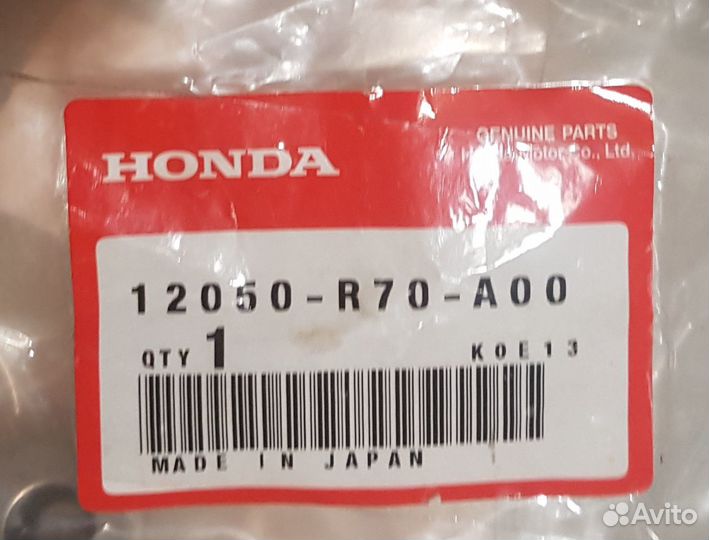 HONDA
GENUINE PARTS
Motor Co., Ltd.
12050-R70-A00
QTY 1
K0E13
MADE IN JAPAN
Avito